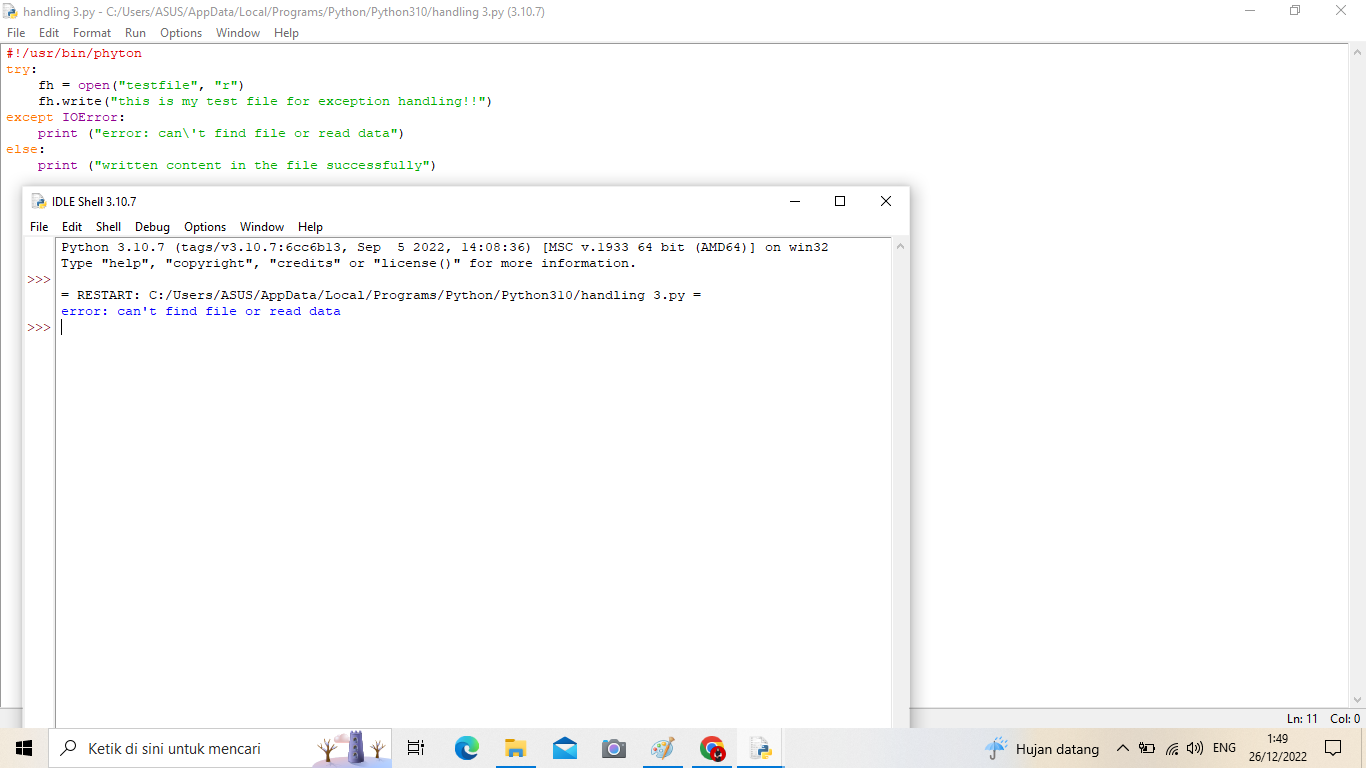 handling 3.py - C:/Users/ASUS/AppData/Local/Programs/Python/Python310/handling 3.py (3.10.7)
File Edit Format Run Options Window Help
#!/usr/bin/phyton
try:
    fh = open("testfile", "r")
    fh.write("this is my test file for exception handling!!")
except IOError:
    print ("error: can\'t find file or read data")
else:
    print ("written content in the file successfully")
IDLE Shell 3.10.7
File Edit Shell Debug Options Window Help
Python 3.10.7 (tags/v3.10.7:6cc6b13, Sep  5 2022, 14:08:36) [MSC v.1933 64 bit (AMD64)] on win32
Type "help", "copyright", "credits" or "license()" for more information.
>>>
= RESTART: C:/Users/ASUS/AppData/Local/Programs/Python/Python310/handling 3.py =
error: can't find file or read data
>>>
Ln: 11 Col: 0
Ketik di sini untuk mencari
Hujan datang
ENG
1:49
26/12/2022